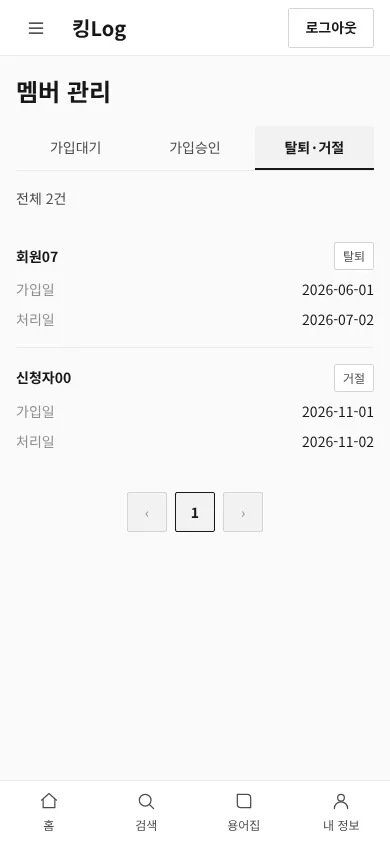 킹Log
로그아웃
멤버 관리
가입대기 가입승인 탈퇴·거절
전체 2건
회원07 탈퇴
가입일 2026-06-01
처리일 2026-07-02
신청자00 거절
가입일 2026-11-01
처리일 2026-11-02
‹ 1 ›
홈 검색 용어집 내 정보